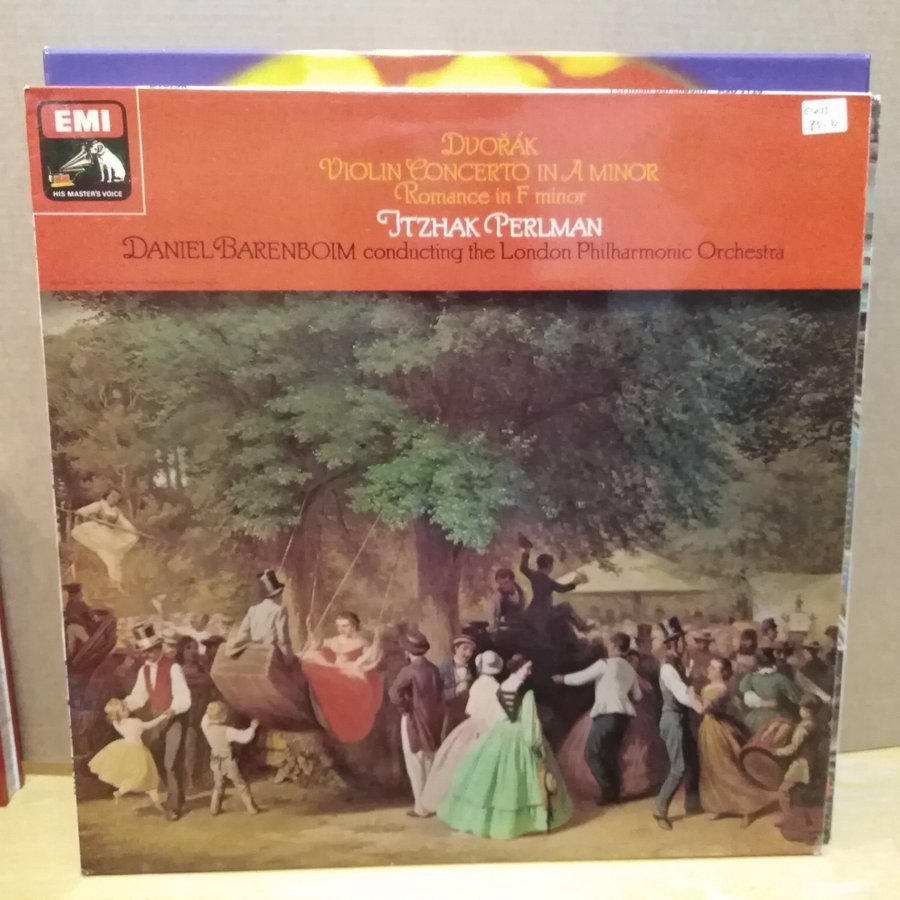 EMI
HIS MASTER'S VOICE
DVOŘÁK
VIOLIN CONCERTO IN A MINOR
Romance in F minor
ITZHAK PERLMAN
DANIEL BARENBOIM conducting the London Philharmonic Orchestra